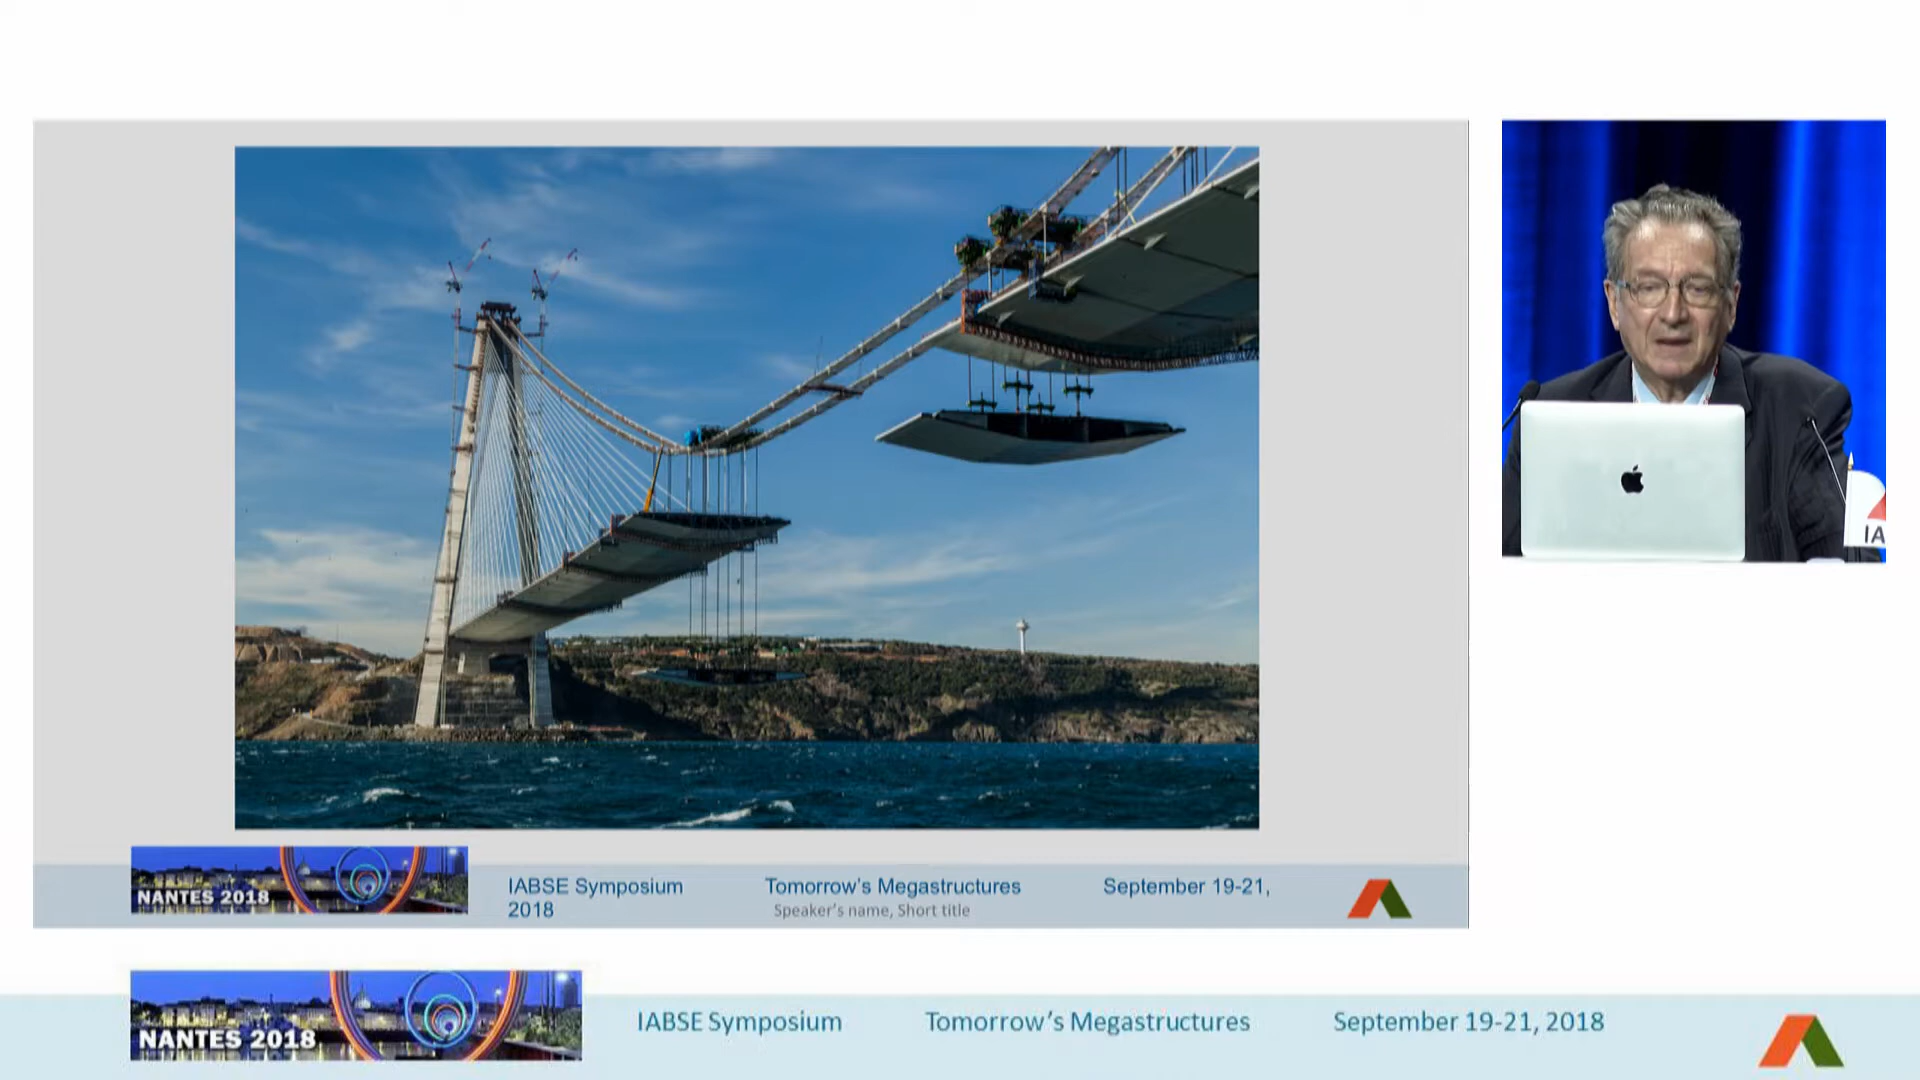 IA
NANTES 2018
IABSE Symposium Tomorrow's Megastructures September 19-21,
2018 Speaker's name, Short title
NANTES 2018
IABSE Symposium Tomorrow's Megastructures September 19-21, 2018